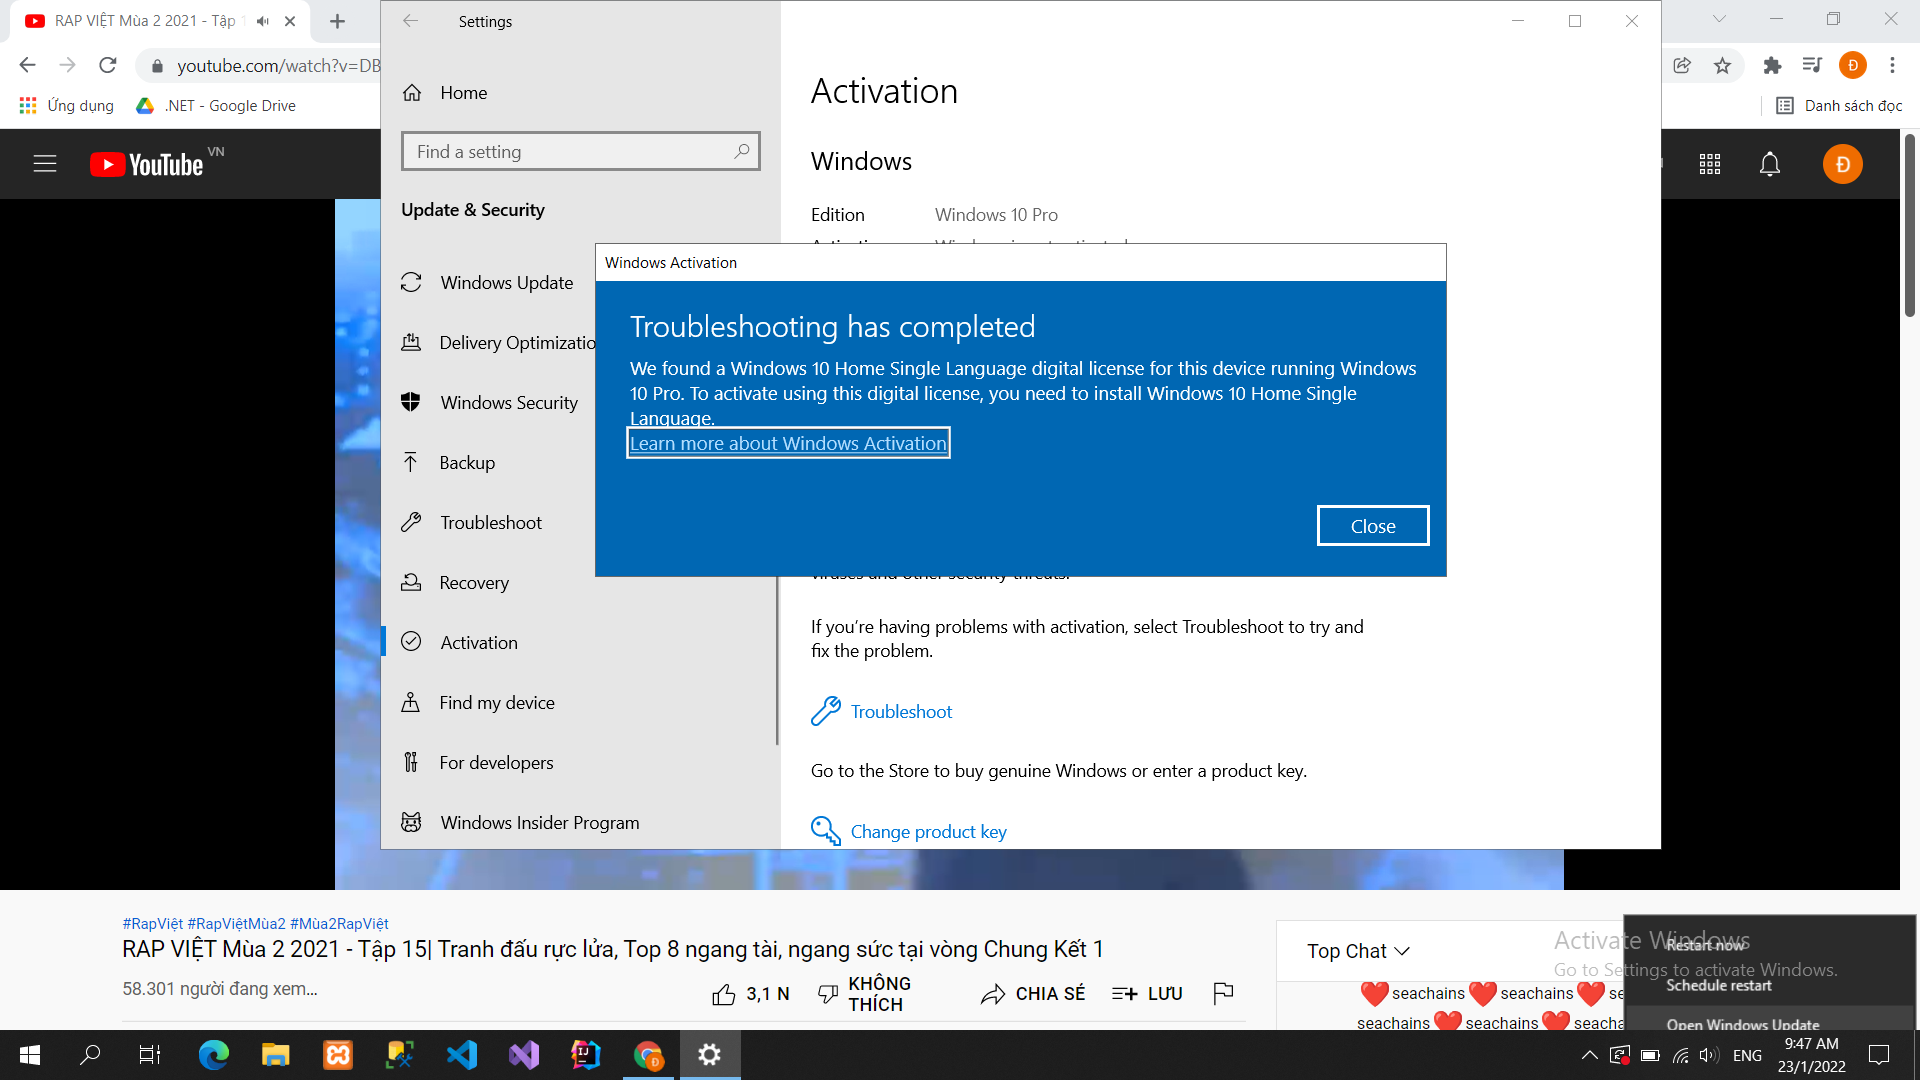 RAP VIỆT Mùa 2 2021 - Tập
youtube.com/watch?v=DB
Ứng dụng
.NET - Google Drive
Danh sách đọc
Đ
YouTube VN
Đ
Settings
Home
Find a setting
Update & Security
Windows Update
Delivery Optimizatio
Windows Security
Backup
Troubleshoot
Recovery
Activation
Find my device
For developers
Windows Insider Program
Activation
Windows
Edition Windows 10 Pro
Windows Activation
Troubleshooting has completed
We found a Windows 10 Home Single Language digital license for this device running Windows
10 Pro. To activate using this digital license, you need to install Windows 10 Home Single
Language.
Learn more about Windows Activation
Close
If you're having problems with activation, select Troubleshoot to try and
fix the problem.
Troubleshoot
Go to the Store to buy genuine Windows or enter a product key.
Change product key
#RapViệt #RapViệtMùa2 #Mùa2RapViệt
RAP VIỆT Mùa 2 2021 - Tập 15| Tranh đấu rực lửa, Top 8 ngang tài, ngang sức tại vòng Chung Kết 1
58.301 người đang xem...
3,1 N
KHÔNG
THÍCH
CHIA SẺ
LƯU
Top Chat
seachains seachains se
seachains seachains seacha
Activate Windows
Go to Settings to activate Windows.
Restart now
Schedule restart
Open Windows Update
ENG
9:47 AM
23/1/2022